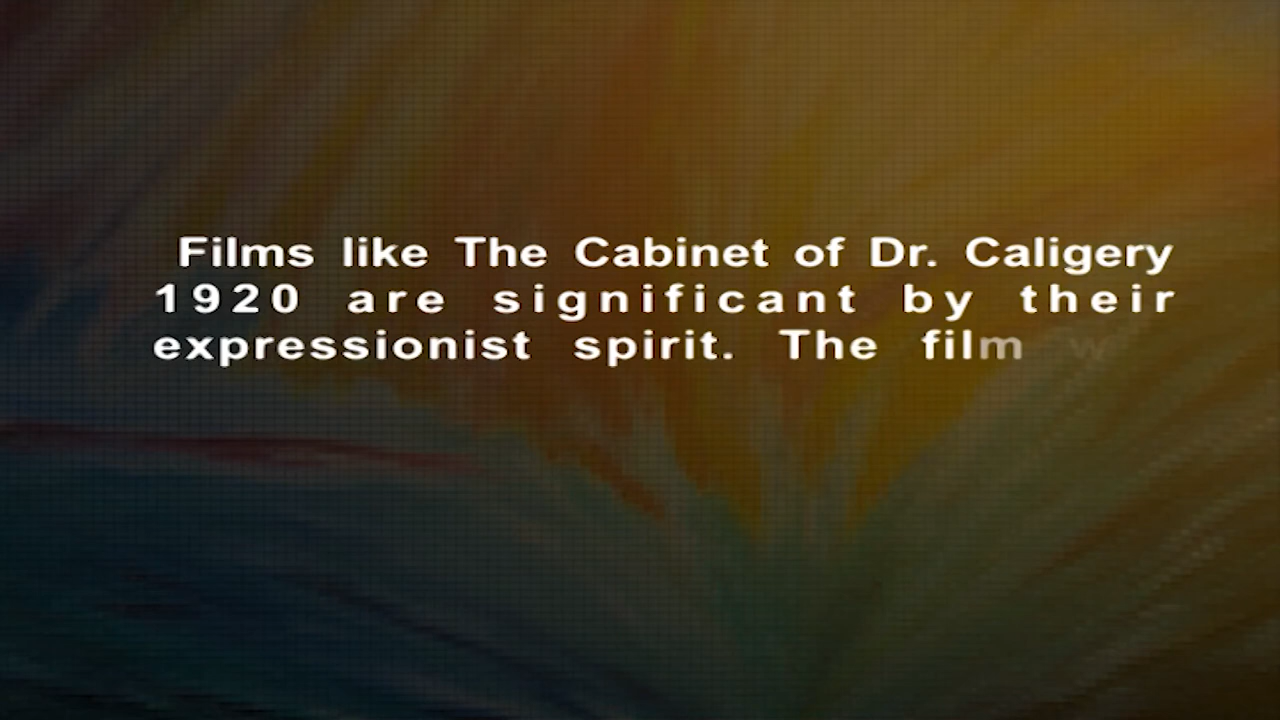 Films like The Cabinet of Dr. Caligery
1920 are significant by their
expressionist spirit. The film